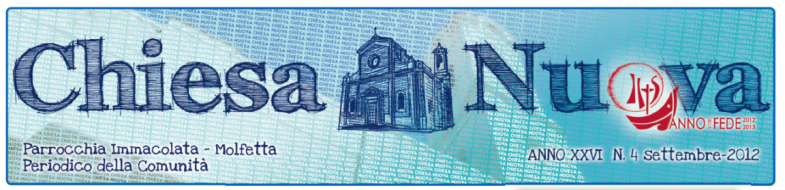 Chiesa Nuova
ANNO DELLA FEDE 2012 2013
Parrocchia Immacolata - Molfetta
Periodico della Comunità
ANNO XXVI N. 4 settembre-2012